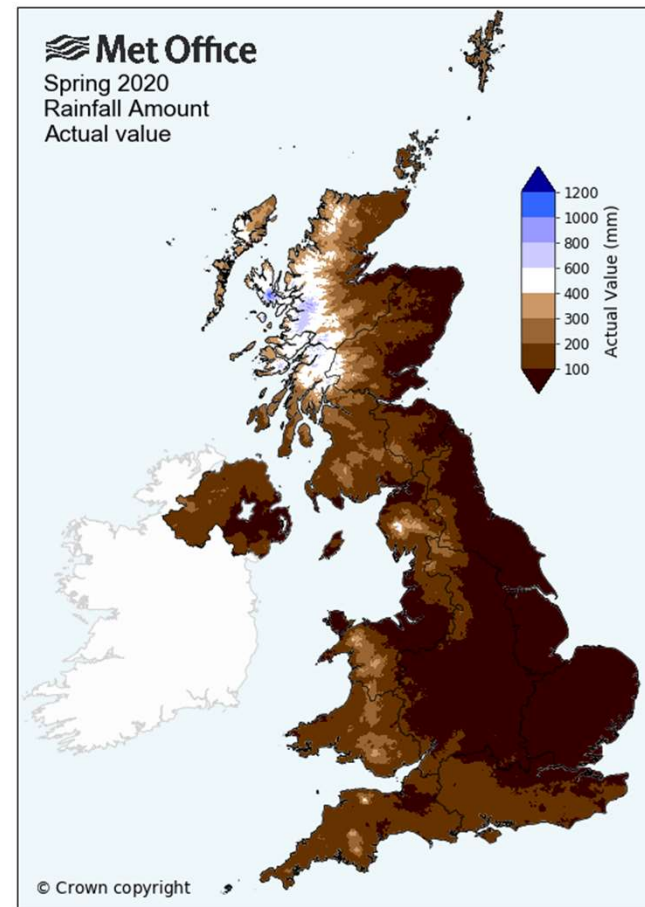 Met Office
Spring 2020
Rainfall Amount
Actual value
1200
1000
800
600
400
300
200
100
Actual Value (mm)
© Crown copyright